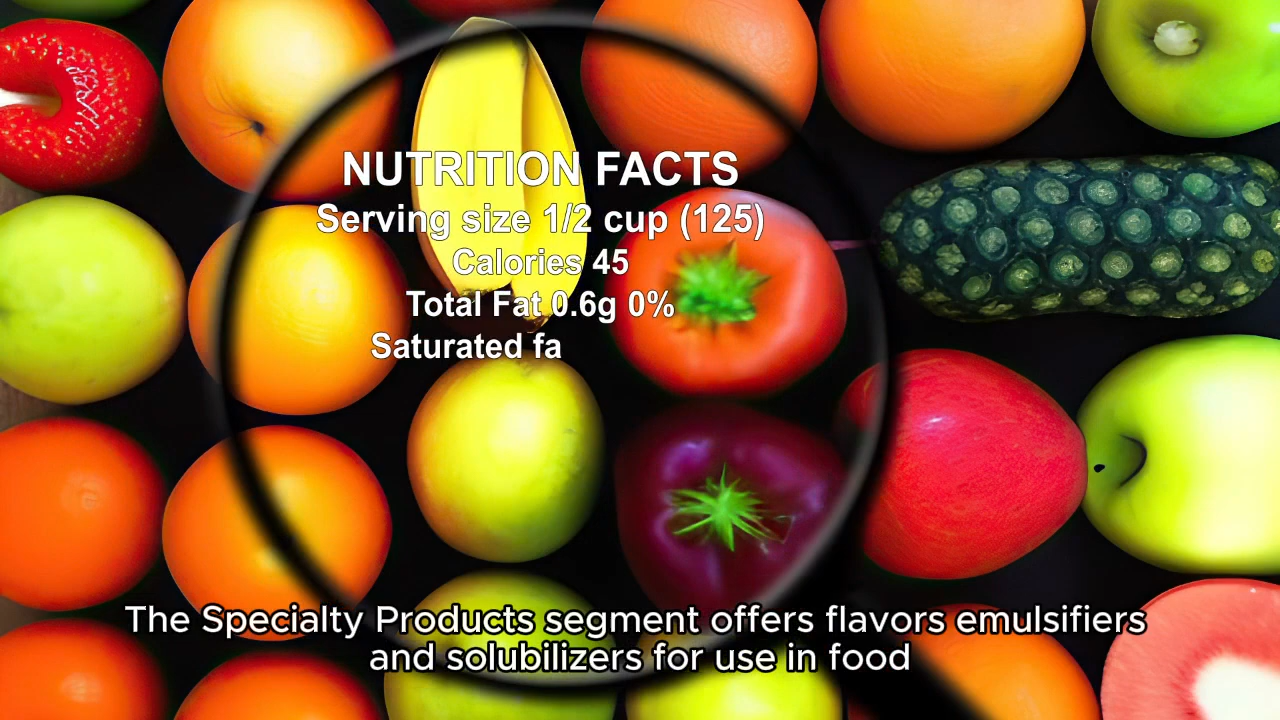 NUTRITION FACTS
Serving size 1/2 cup (125)
Calories 45
Total Fat 0.6g 0%
Saturated fa
The Specialty Products segment offers flavors emulsifiers
and solubilizers for use in food